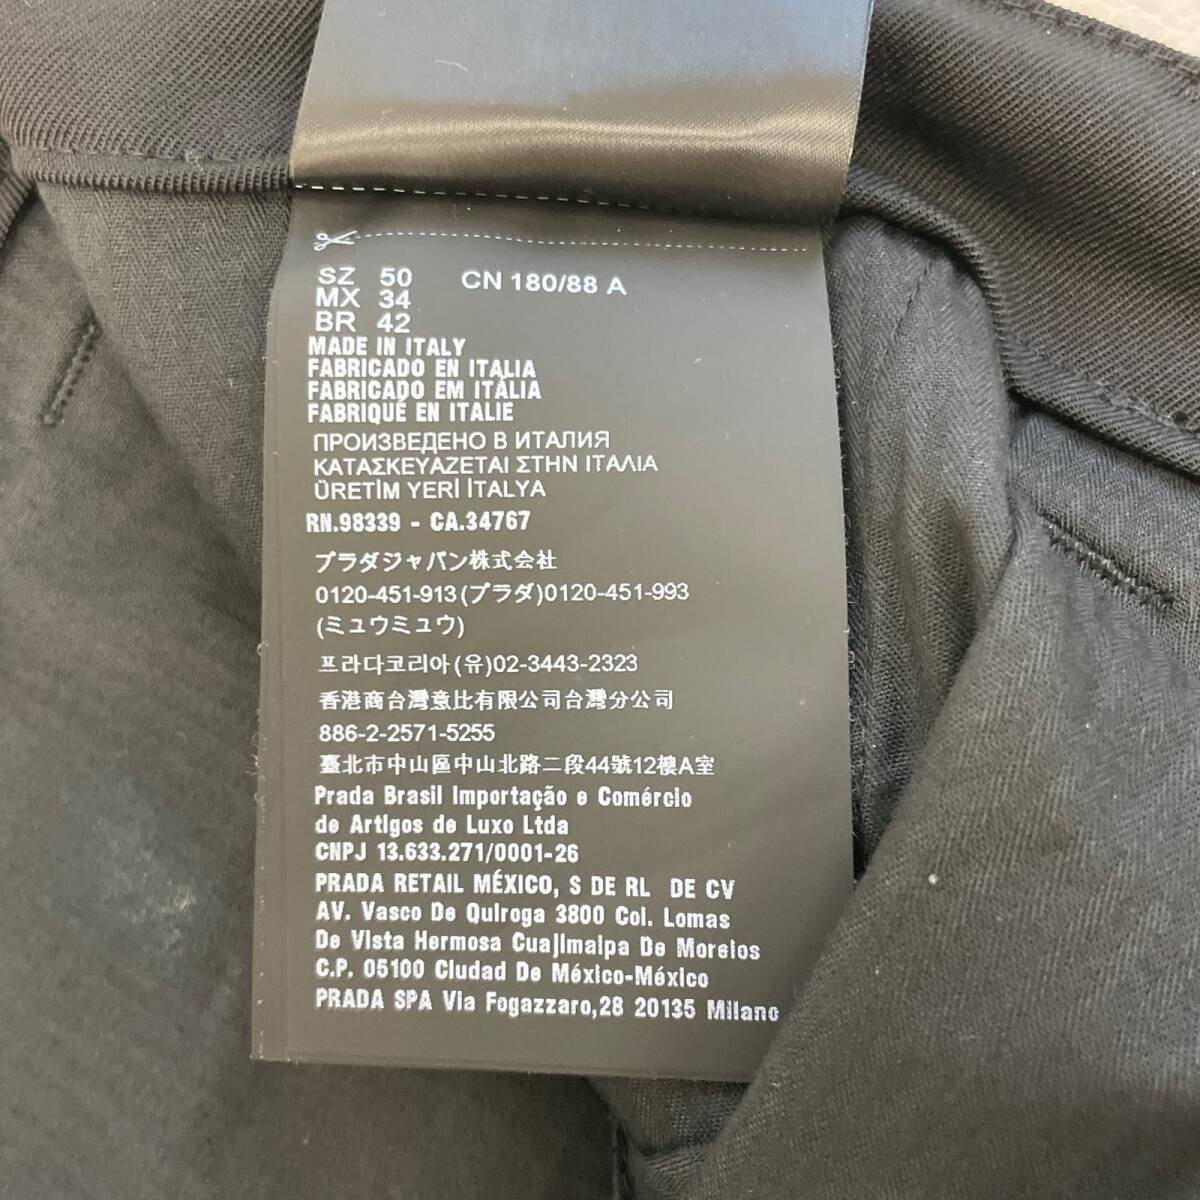 SZ 50 CN 180/88 A
MX 34
BR 42
MADE IN ITALY
FABRICADO EN ITALIA
FABRICADO EM ITÁLIA
FABRIQUÉ EN ITALIE
ПРОИЗВЕДЕНО В ИТАЛИЯ
ΚΑΤΑΣΚΕΥΑΖΕΤΑΙ ΣΤΗΝ ΙΤΑΛΙΑ
ÜRETİM YERİ İTALYA
RN.98339 - CA.34767
プラダジャパン株式会社
0120-451-913(プラダ)0120-451-993
(ミュウミュウ)
프라다코리아(유)02-3443-2323
香港商台灣意比有限公司台灣分公司
886-2-2571-5255
臺北市中山區中山北路二段44號12樓A室
Prada Brasil Importação e Comércio
de Artigos de Luxo Ltda
CNPJ 13.633.271/0001-26
PRADA RETAIL MÉXICO, S DE RL DE CV
AV. Vasco De Quiroga 3800 Col. Lomas
De Vista Hermosa Cuajimalpa De Morelos
C.P. 05100 Ciudad De México-México
PRADA SPA Via Fogazzaro,28 20135 Milano